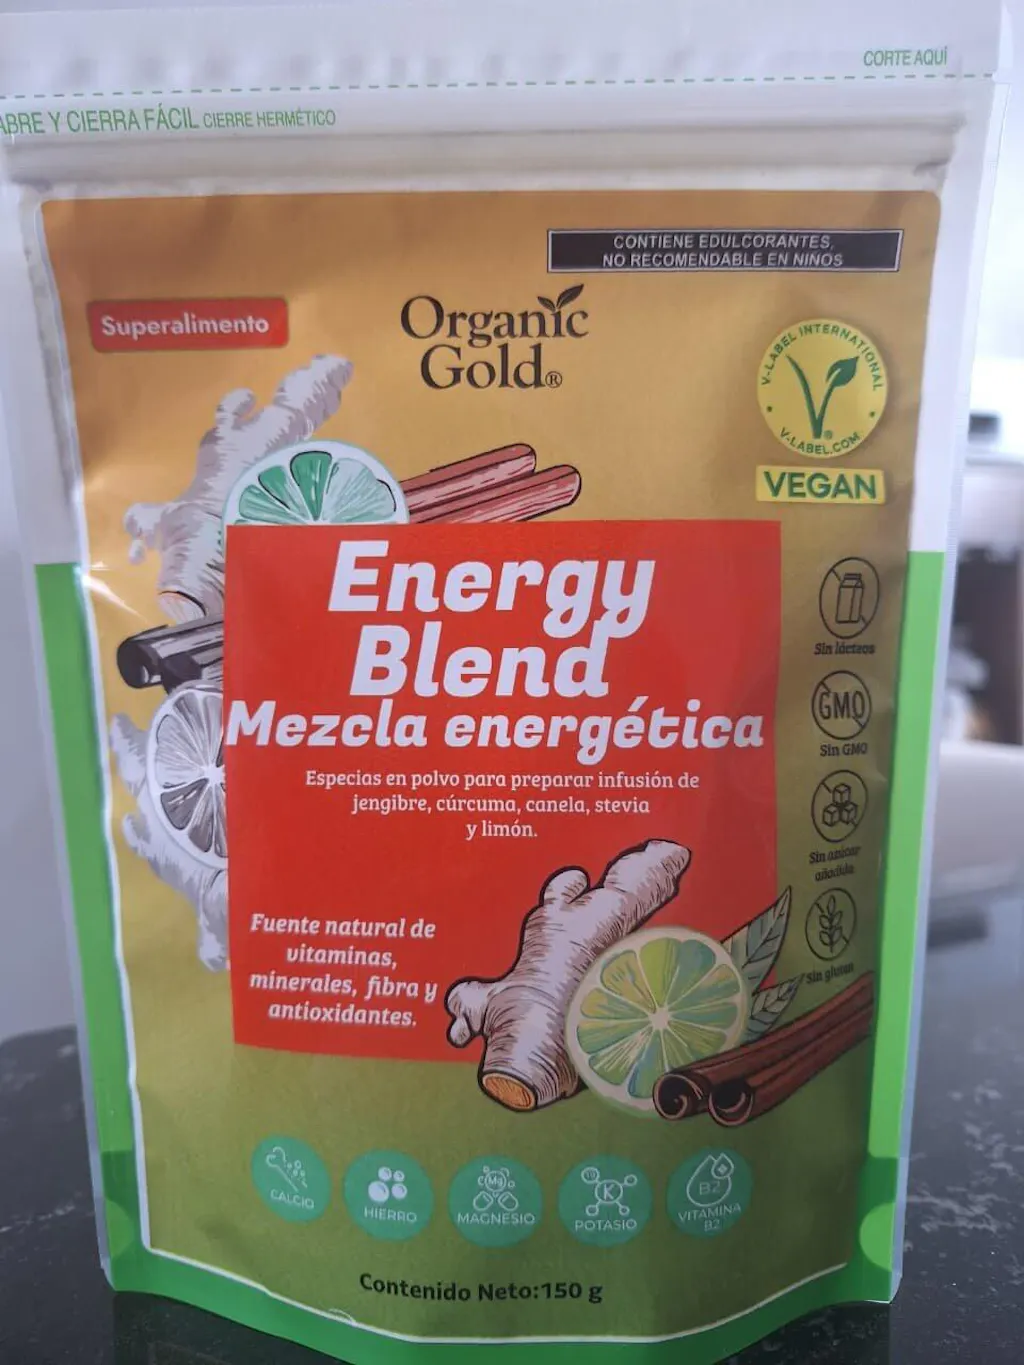 CORTE AQUÍ
ABRE Y CIERRA FÁCIL CIERRE HERMÉTICO
CONTIENE EDULCORANTES,
NO RECOMENDABLE EN NIÑOS
Superalimento
Organic
Gold®
V-LABEL INTERNATIONAL
V-LABEL.COM
VEGAN
Energy
Blend
Mezcla energética
Especias en polvo para preparar infusión de
jengibre, cúrcuma, canela, stevia
y limón.
Sin lácteos
GMO
Sin GMO
Sin azúcar
añadida
Sin gluten
Fuente natural de
vitaminas,
minerales, fibra y
antioxidantes.
CALCIO
HIERRO
Mg
MAGNESIO
K
POTASIO
B2
VITAMINA
B2
Contenido Neto:150 g